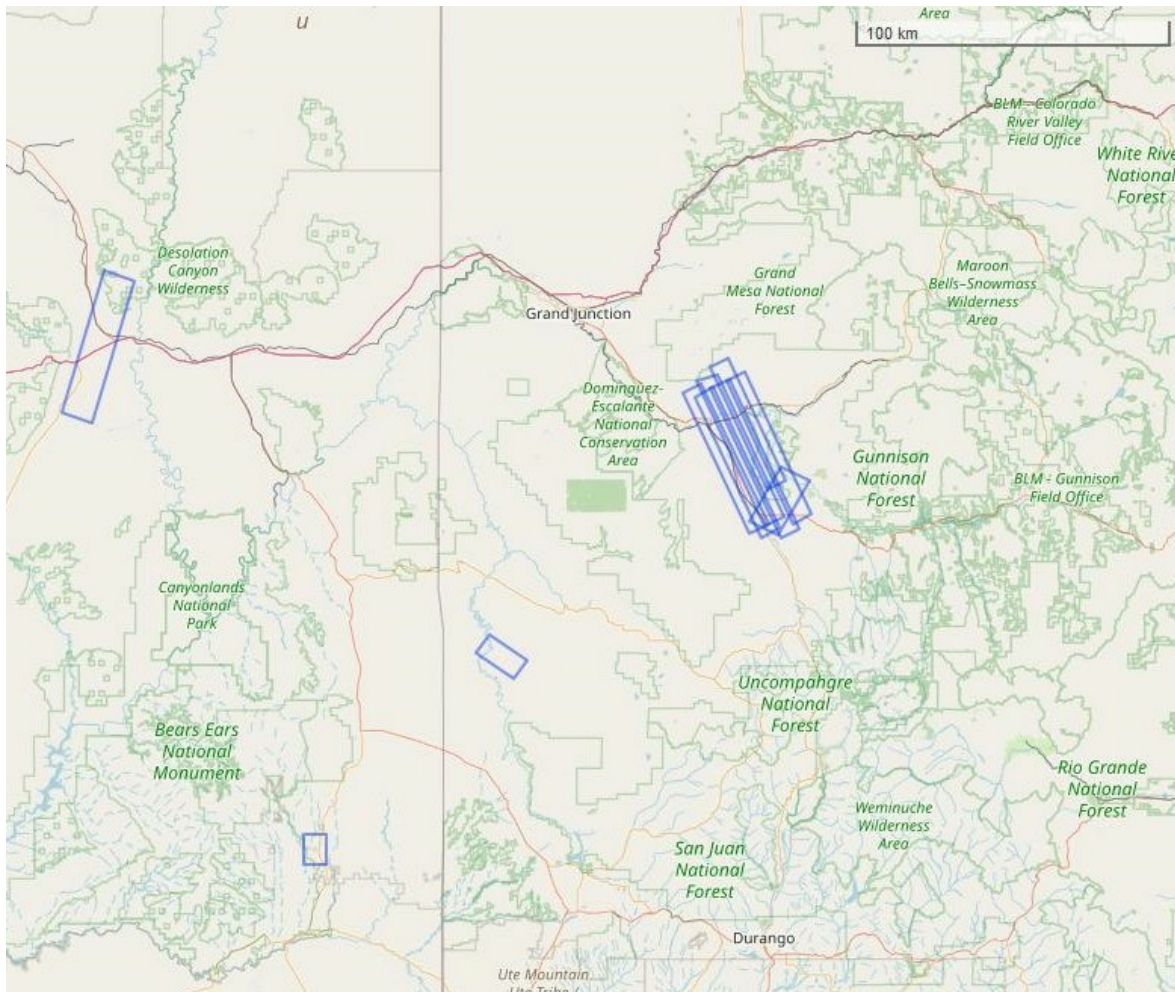 u
Area
100 km
BLM—Colorado
River Valley
Field Office
White Rive
National
Forest
Desolation
Canyon
Wilderness
Grand
Mesa National
Forest
Maroon
Bells–Snowmass
Wilderness
Area
Grand Junction
Dominguez-
Escalante
National
Conservation
Area
Gunnison
National
Forest
BLM - Gunnison
Field Office
Canyonlands
National
Park
Uncompahgre
National
Forest
Bears Ears
National
Monument
Rio Grande
National
Forest
Weminuche
Wilderness
Area
San Juan
National
Forest
Durango
Ute Mountain
Ute Tribe /